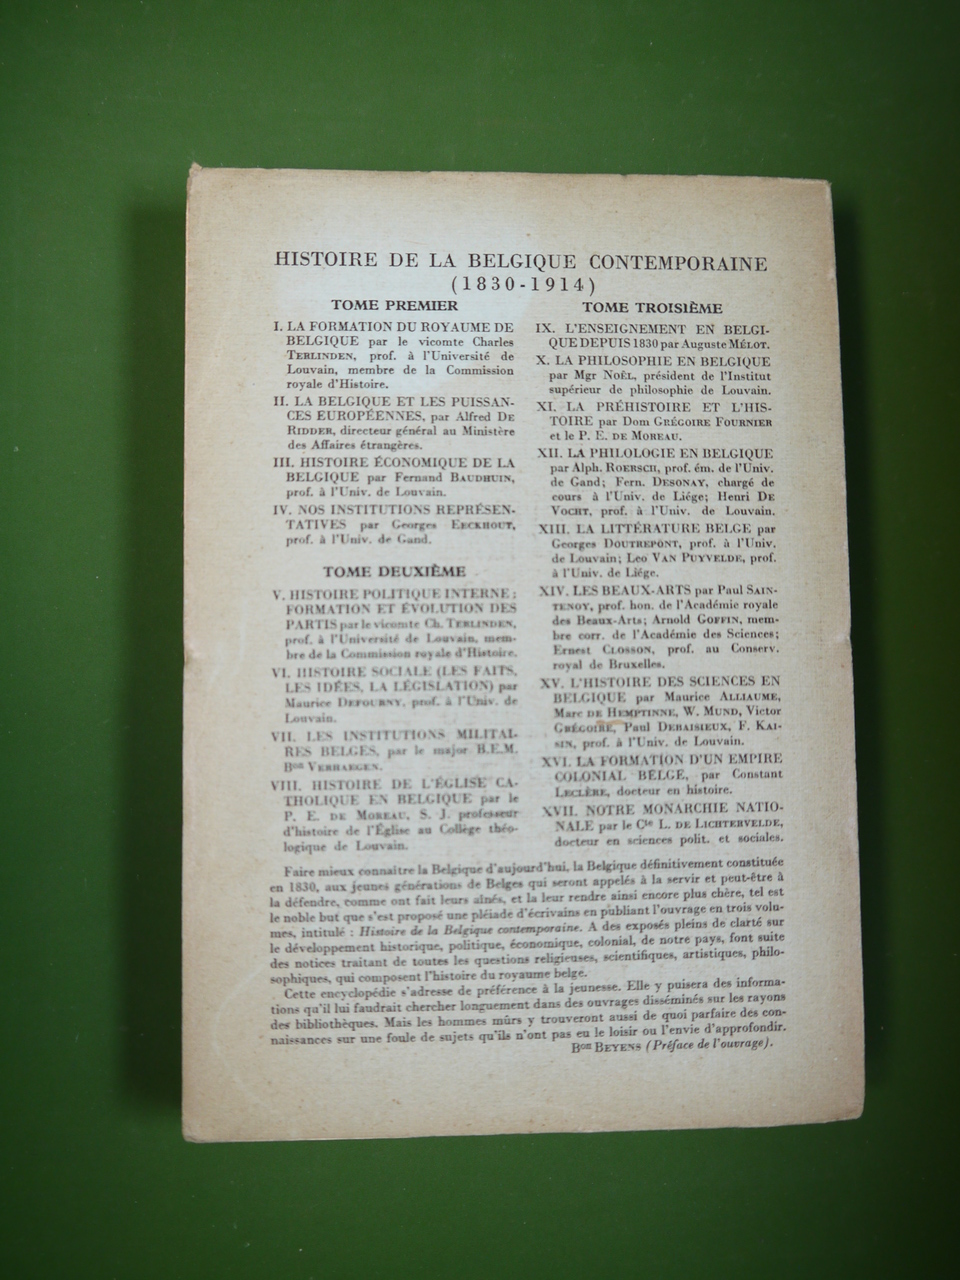 HISTOIRE DE LA BELGIQUE CONTEMPORAINE
(1830-1914)
TOME PREMIER
I. LA FORMATION DU ROYAUME DE
BELGIQUE par le vicomte Charles
TERLINDEN, prof. à l'Université de
Louvain, membre de la Commission
royale d'Histoire.
II. LA BELGIQUE ET LES PUISSAN-
CES EUROPÉENNES, par Alfred DE
RIDDER, directeur général au Ministère
des Affaires étrangères.
III. HISTOIRE ÉCONOMIQUE DE LA
BELGIQUE par Fernand BAUDHUIN,
prof. à l'Univ. de Louvain.
IV. NOS INSTITUTIONS REPRÉSEN-
TATIVES par Georges EECKHOUT,
prof. à l'Univ. de Gand.
TOME DEUXIÈME
V. HISTOIRE POLITIQUE INTERNE;
FORMATION ET ÉVOLUTION DES
PARTIS par le vicomte Ch. TERLINDEN,
prof. à l'Université de Louvain, mem-
bre de la Commission royale d'Histoire.
VI. HISTOIRE SOCIALE (LES FAITS,
LES IDÉES, LA LÉGISLATION) par
Maurice DEFOURNY, prof. à l'Univ. de
Louvain.
VII. LES INSTITUTIONS MILITAI-
RES BELGES, par le major B.E.M.
Bon VERHAEGEN.
VIII. HISTOIRE DE L'ÉGLISE CA-
THOLIQUE EN BELGIQUE par le
P. E. DE MOREAU, S. J. professeur
d'histoire de l'Église au Collège théo-
logique de Louvain.
TOME TROISIÈME
IX. L'ENSEIGNEMENT EN BELGI-
QUE DEPUIS 1830 par Auguste MÉLOT.
X. LA PHILOSOPHIE EN BELGIQUE
par Mgr NOËL, président de l'Institut
supérieur de philosophie de Louvain.
XI. LA PRÉHISTOIRE ET L'HIS-
TOIRE par Dom GRÉGOIRE FOURNIER
et le P. E. DE MOREAU.
XII. LA PHILOLOGIE EN BELGIQUE
par Alph. ROERSCH, prof. ém. de l'Univ.
de Gand; Fern. DESONAY, chargé de
cours à l'Univ. de Liége; Henri DE
VOCHT, prof. à l'Univ. de Louvain.
XIII. LA LITTÉRATURE BELGE par
Georges DOUTREPONT, prof. à l'Univ.
de Louvain; Leo VAN PUYVELDE, prof.
à l'Univ. de Liége.
XIV. LES BEAUX-ARTS par Paul SAIN-
TENOY, prof. hon. de l'Académie royale
des Beaux-Arts; Arnold GOFFIN, mem-
bre corr. de l'Académie des Sciences;
Ernest CLOSSON, prof. au Conserv.
royal de Bruxelles.
XV. L'HISTOIRE DES SCIENCES EN
BELGIQUE par Maurice ALLIAUME,
Marc DE HEMPTINNE, W. MUND, Victor
GRÉGOIRE, Paul DEBAISIEUX, F. KAI-
SIN, prof. à l'Univ. de Louvain.
XVI. LA FORMATION D'UN EMPIRE
COLONIAL BELGE, par Constant
LECLÈRE, docteur en histoire.
XVII. NOTRE MONARCHIE NATIO-
NALE par le Cte L. DE LICHTERVELDE,
docteur en sciences polit. et sociales.
Faire mieux connaître la Belgique d'aujourd'hui, la Belgique définitivement constituée
en 1830, aux jeunes générations de Belges qui seront appelés à la servir et peut-être à
la défendre, comme ont fait leurs aînés, et la leur rendre ainsi encore plus chère, tel est
le noble but que s'est proposé une pléiade d'écrivains en publiant l'ouvrage en trois volu-
mes, intitulé : Histoire de la Belgique contemporaine. A des exposés pleins de clarté sur
le développement historique, politique, économique, colonial, de notre pays, font suite
des notices traitant de toutes les questions religieuses, scientifiques, artistiques, philo-
sophiques, qui composent l'histoire du royaume belge.
Cette encyclopédie s'adresse de préférence à la jeunesse. Elle y puisera des informa-
tions qu'il lui faudrait chercher longuement dans des ouvrages disséminés sur les rayons
des bibliothèques. Mais les hommes mûrs y trouveront aussi de quoi parfaire des con-
naissances sur une foule de sujets qu'ils n'ont pas eu le loisir ou l'envie d'approfondir.
Bon BEYENS (Préface de l'ouvrage).